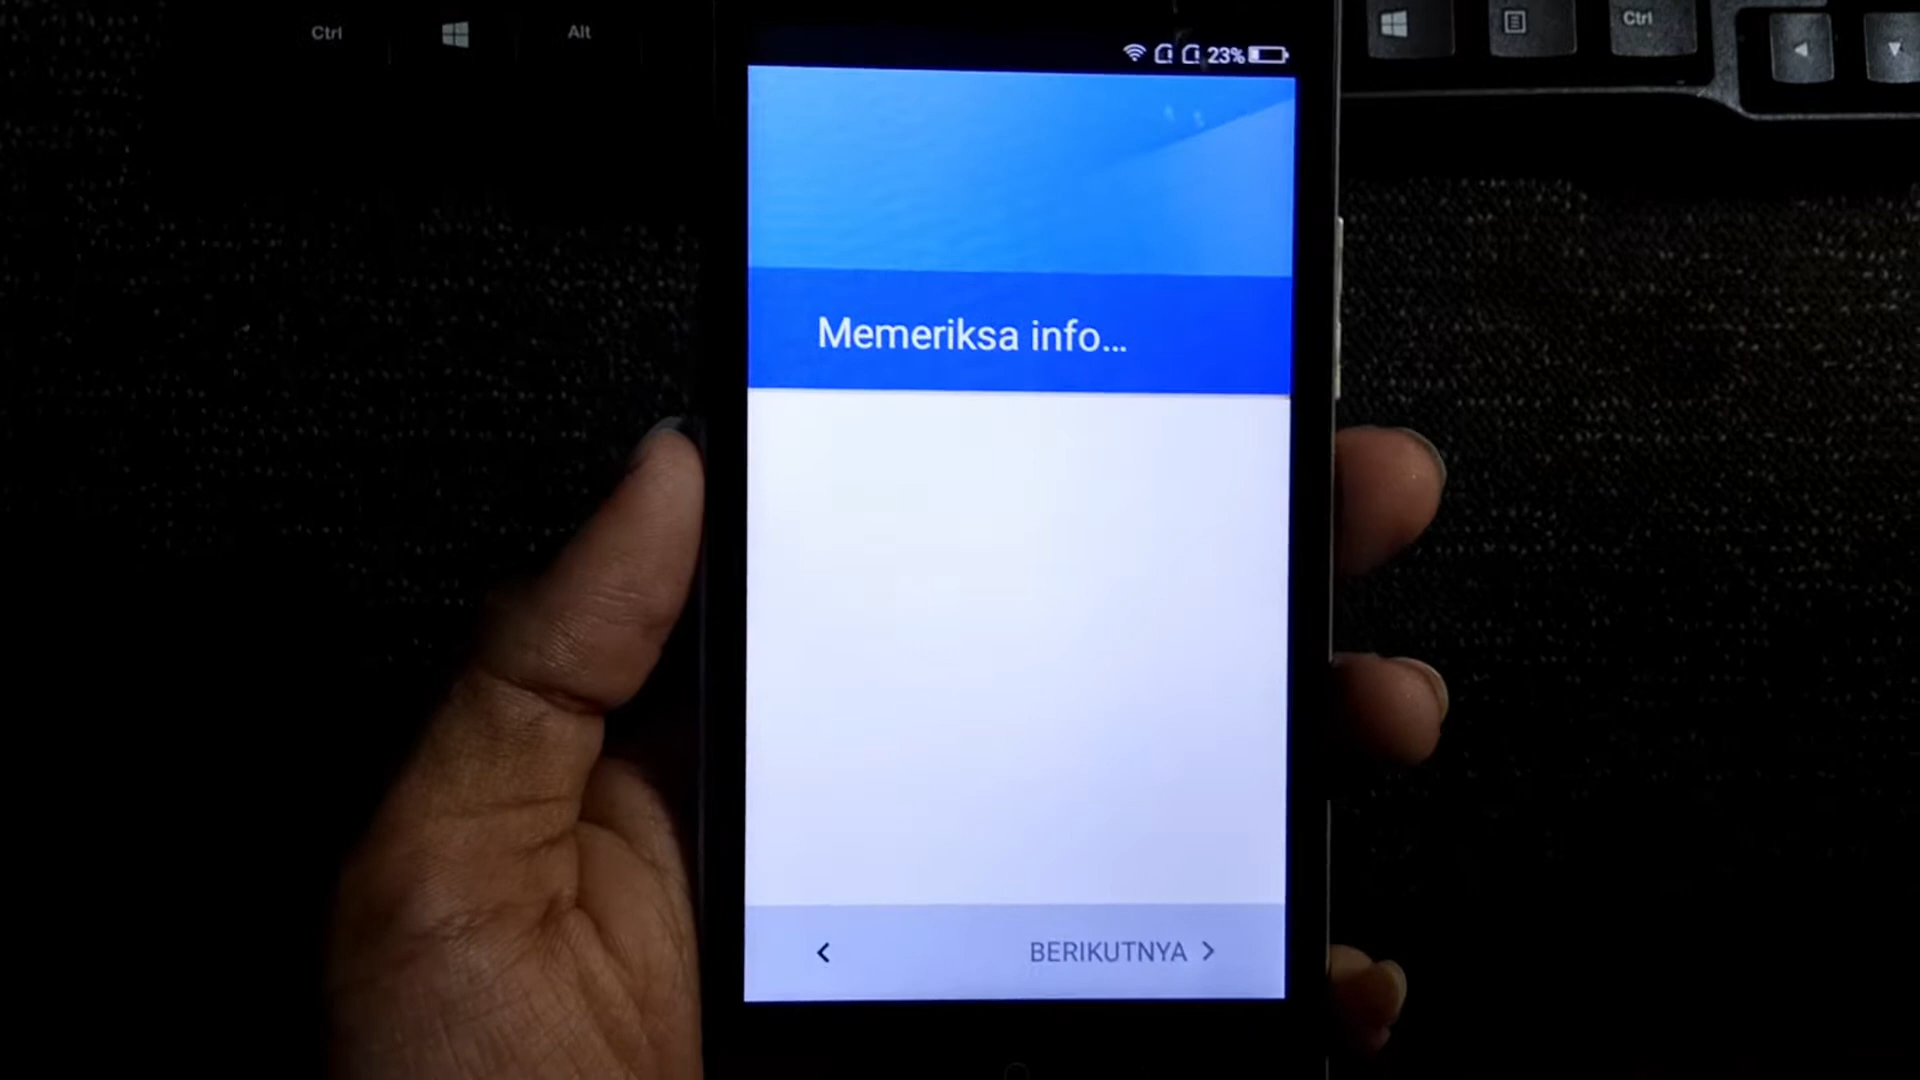 Ctrl
Alt
Ctrl
23%
Memeriksa info...
BERIKUTNYA